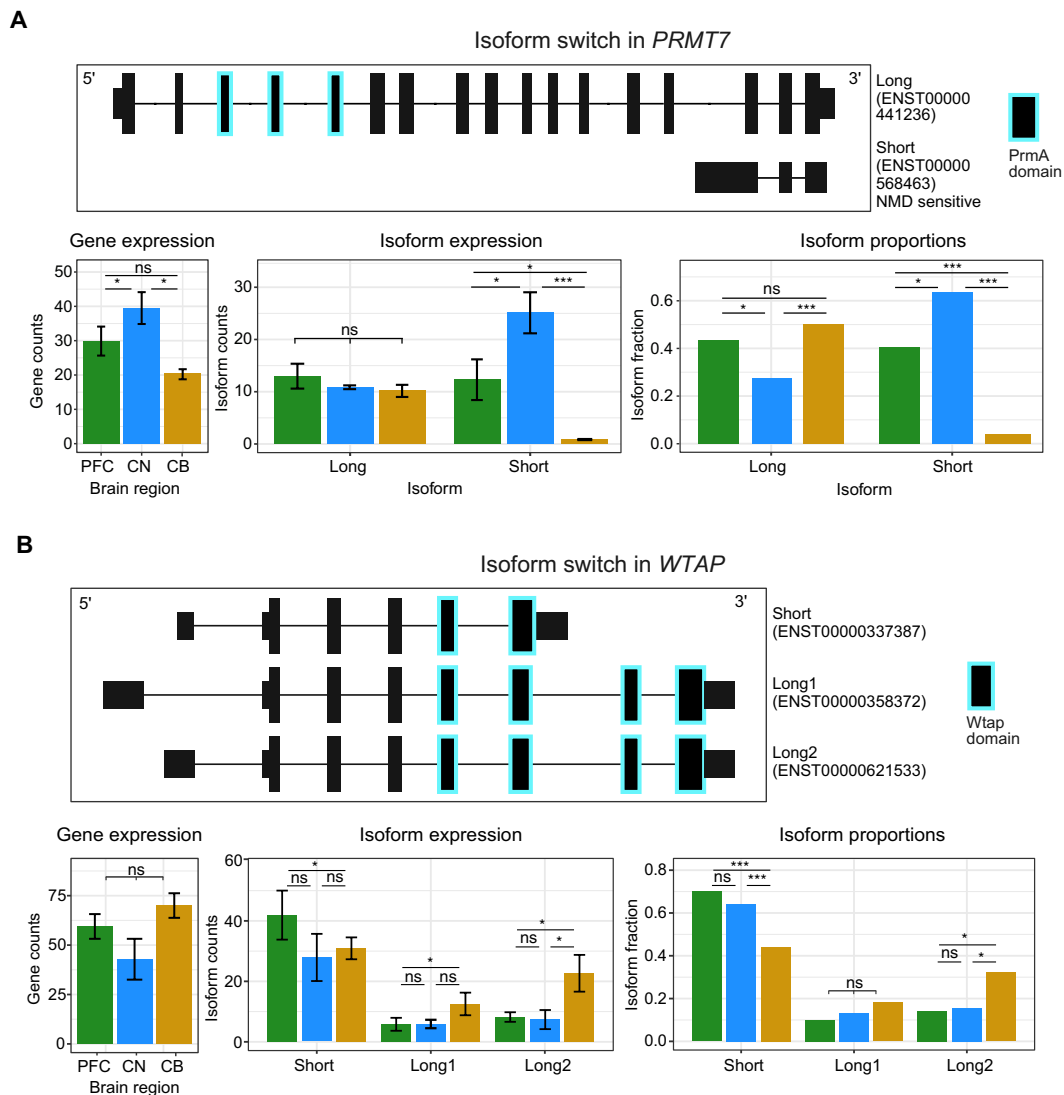 A
Isoform switch in PRMT7
5'
3'
Long
(ENST00000
441236)
Short
(ENST00000
568463)
NMD sensitive
PrmA
domain
Gene expression
Isoform expression
Isoform proportions
Gene counts
50
40
30
20
10
0
ns
* *
PFC CN CB
Brain region
Isoform counts
30
20
10
0
ns
*
* ***
Long Short
Isoform
Isoform fraction
0.6
0.4
0.2
0.0
ns
* ***
***
* ***
Long Short
Isoform
B
Isoform switch in WTAP
5'
3'
Short
(ENST00000337387)
Long1
(ENST00000358372)
Long2
(ENST00000621533)
Wtap
domain
Gene expression
Isoform expression
Isoform proportions
Gene counts
75
50
25
0
ns
PFC CN CB
Brain region
Isoform counts
60
40
20
0
*
ns ns
*
ns ns
*
ns *
Short Long1 Long2
Isoform fraction
0.8
0.6
0.4
0.2
0.0
***
ns ***
ns
*
ns *
Short Long1 Long2